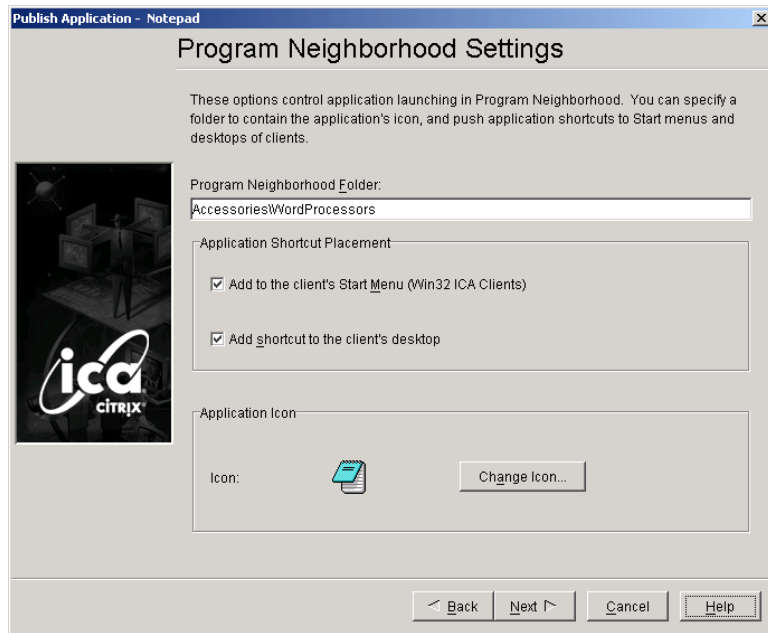 Publish Application - Notepad
Program Neighborhood Settings
These options control application launching in Program Neighborhood. You can specify a
folder to contain the application's icon, and push application shortcuts to Start menus and
desktops of clients.
Program Neighborhood Folder:
Accessories\WordProcessors
Application Shortcut Placement
Add to the client's Start Menu (Win32 ICA Clients)
Add shortcut to the client's desktop
ica
CITRIX®
Application Icon
Icon:
Change Icon...
Back
Next
Cancel
Help